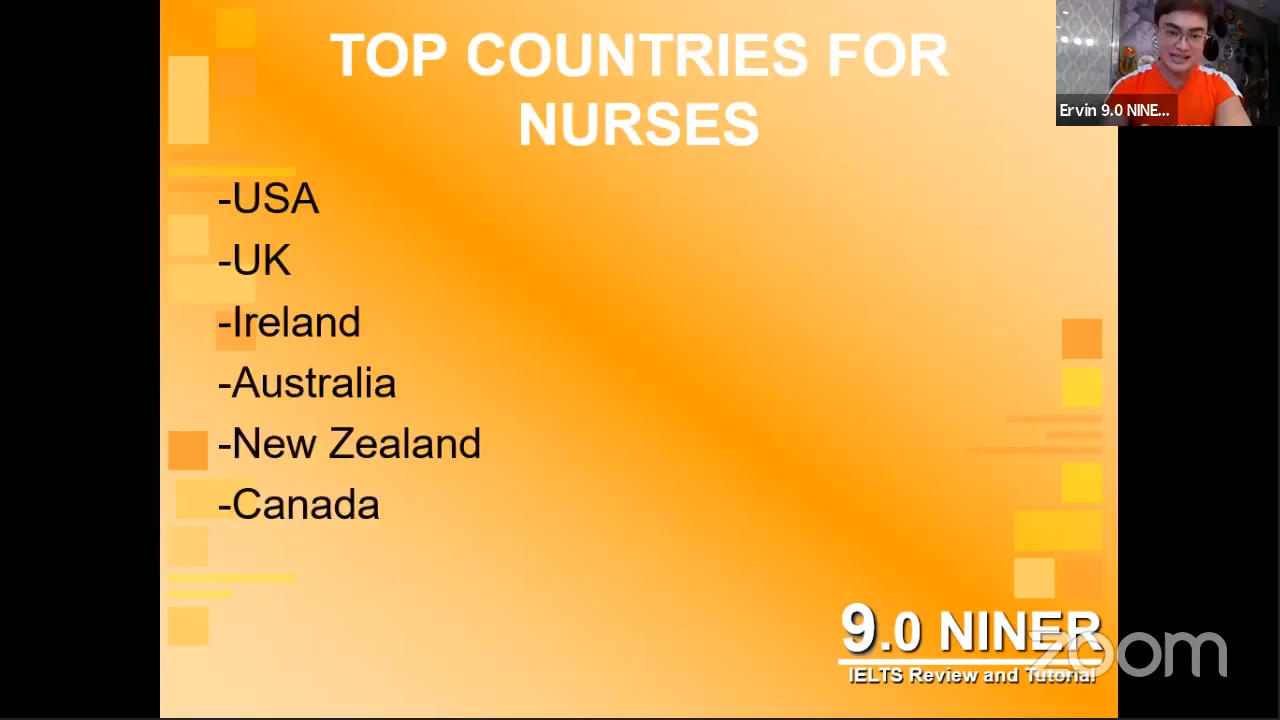 TOP COUNTRIES FOR
NURSES
Ervin 9.0 NINE...
-USA
-UK
-Ireland
-Australia
-New Zealand
-Canada
9.0 NINER
zoom
IELTS Review and Tutorial